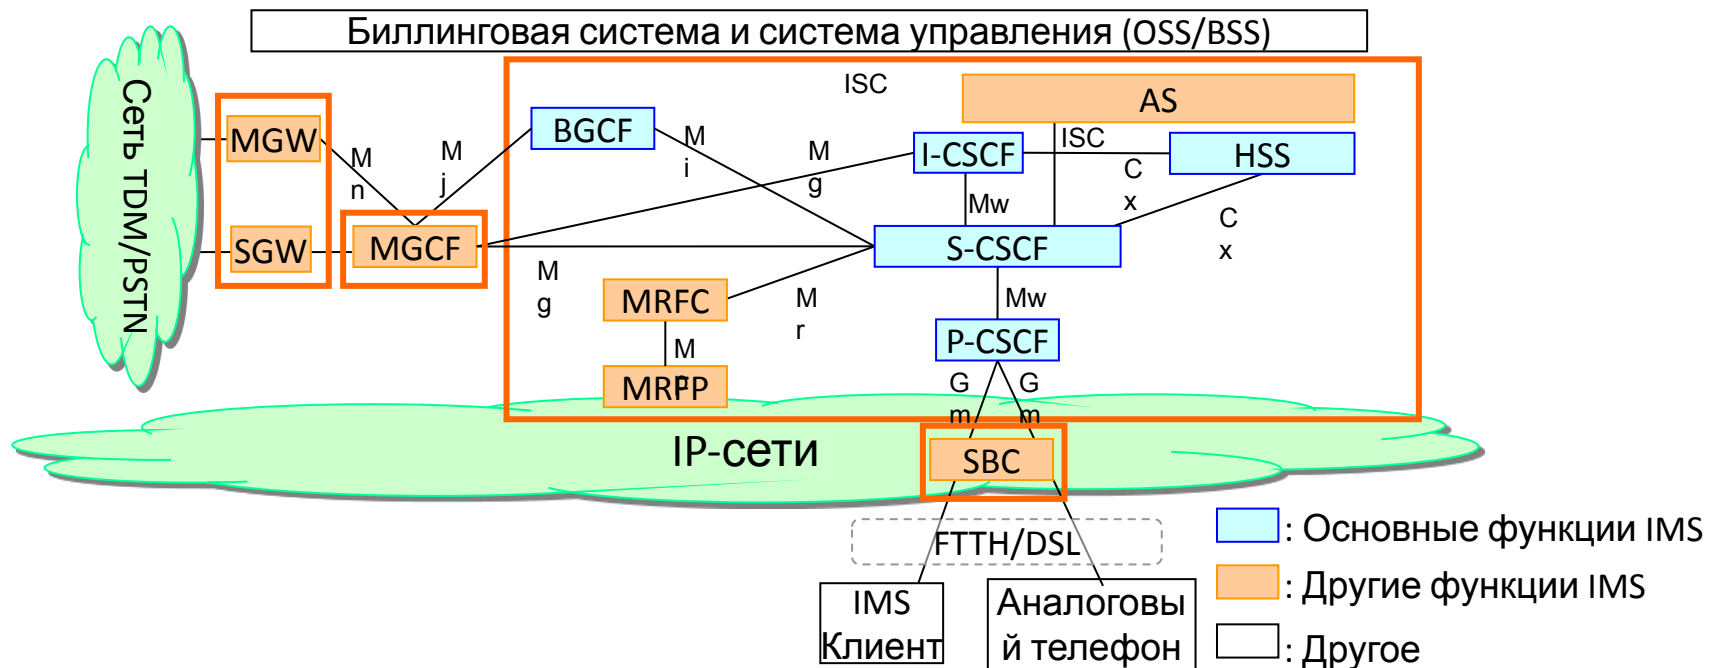 Биллинговая система и система управления (OSS/BSS)
Сеть TDM/PSTN
ISC
AS
MGW
BGCF
I-CSCF
ISC
HSS
M
n
M
j
M
i
M
g
Mw
C
x
C
x
SGW
MGCF
S-CSCF
M
g
MRFC
M
r
Mw
P-CSCF
M
MRFP
G
m
G
m
IP-сети
SBC
FTTH/DSL
IMS
Клиент
Аналоговы
й телефон
: Основные функции IMS
: Другие функции IMS
: Другое